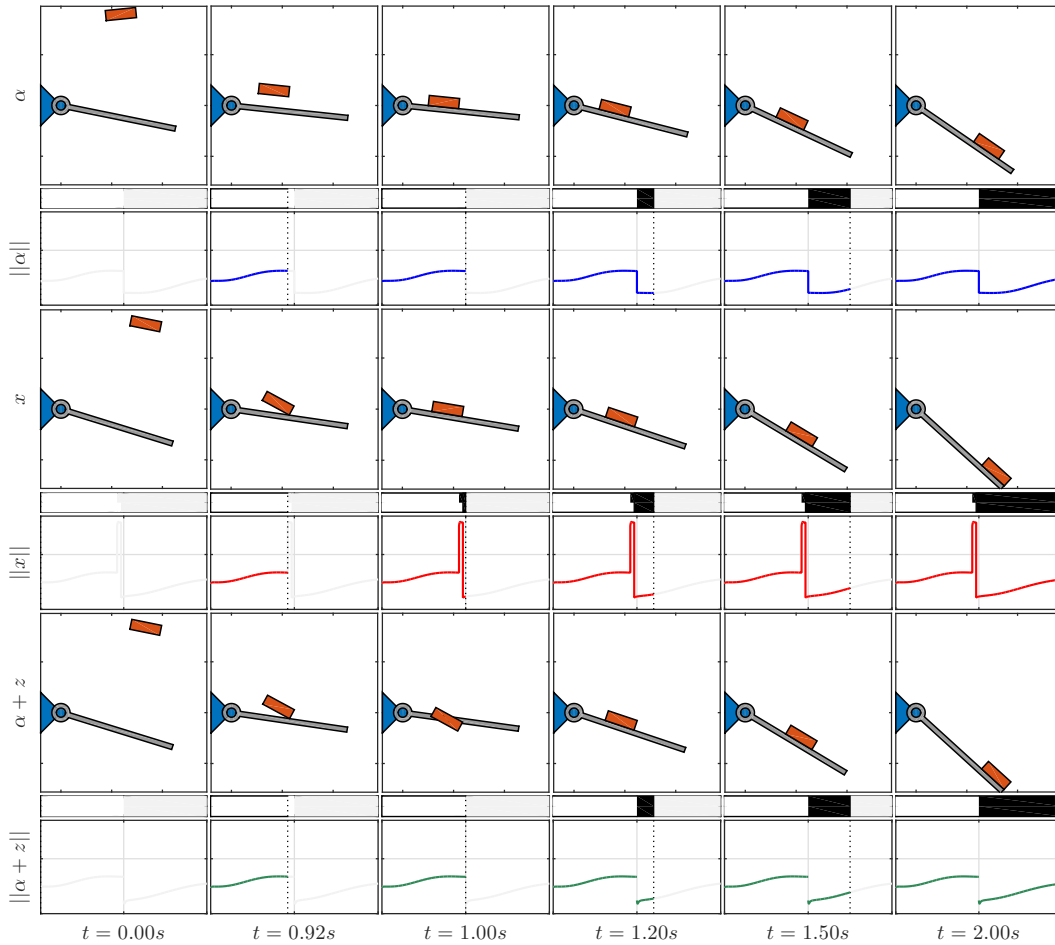 α
||α||
x
||x||
α + z
||α + z||
t = 0.00s
t = 0.92s
t = 1.00s
t = 1.20s
t = 1.50s
t = 2.00s